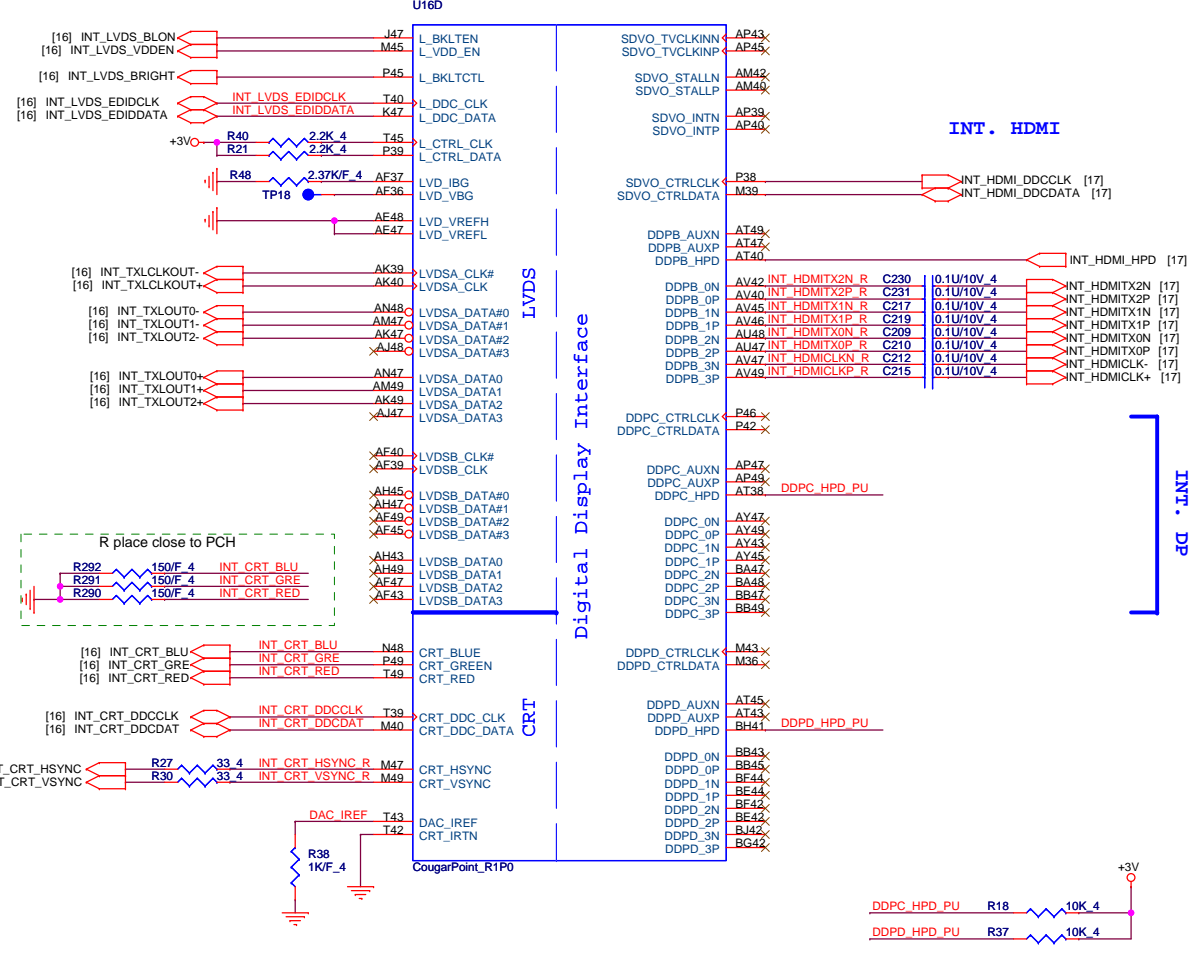 U16D
[16] INT_LVDS_BLON J47 L_BKLTEN
[16] INT_LVDS_VDDEN M45 L_VDD_EN
[16] INT_LVDS_BRIGHT P45 L_BKLTCTL
[16] INT_LVDS_EDIDCLK INT_LVDS_EDIDCLK T40 L_DDC_CLK
[16] INT_LVDS_EDIDDATA INT_LVDS_EDIDDATA K47 L_DDC_DATA
+3V R40 2.2K_4 T45 L_CTRL_CLK
R21 2.2K_4 P39 L_CTRL_DATA
R48 2.37K/F_4 AF37 LVD_IBG
TP18 AF36 LVD_VBG
AE48 LVD_VREFH
AE47 LVD_VREFL
[16] INT_TXLCLKOUT- AK39 LVDSA_CLK#
[16] INT_TXLCLKOUT+ AK40 LVDSA_CLK
[16] INT_TXLOUT0- AN48 LVDSA_DATA#0
[16] INT_TXLOUT1- AM47 LVDSA_DATA#1
[16] INT_TXLOUT2- AK47 LVDSA_DATA#2
AJ48 LVDSA_DATA#3
[16] INT_TXLOUT0+ AN47 LVDSA_DATA0
[16] INT_TXLOUT1+ AM49 LVDSA_DATA1
[16] INT_TXLOUT2+ AK49 LVDSA_DATA2
AJ47 LVDSA_DATA3
AF40 LVDSB_CLK#
AF39 LVDSB_CLK
AH45 LVDSB_DATA#0
AH47 LVDSB_DATA#1
AF49 LVDSB_DATA#2
AF45 LVDSB_DATA#3
AH43 LVDSB_DATA0
AH49 LVDSB_DATA1
AF47 LVDSB_DATA2
AF43 LVDSB_DATA3
R place close to PCH
R292 150/F_4 INT_CRT_BLU
R291 150/F_4 INT_CRT_GRE
R290 150/F_4 INT_CRT_RED
[16] INT_CRT_BLU INT_CRT_BLU N48 CRT_BLUE
[16] INT_CRT_GRE INT_CRT_GRE P49 CRT_GREEN
[16] INT_CRT_RED INT_CRT_RED T49 CRT_RED
[16] INT_CRT_DDCCLK INT_CRT_DDCCLK T39 CRT_DDC_CLK
[16] INT_CRT_DDCDAT INT_CRT_DDCDAT M40 CRT_DDC_DATA
T_CRT_HSYNC R27 33_4 INT_CRT_HSYNC_R M47 CRT_HSYNC
T_CRT_VSYNC R30 33_4 INT_CRT_VSYNC_R M49 CRT_VSYNC
DAC_IREF T43 DAC_IREF
T42 CRT_IRTN
R38
1K/F_4
CougarPoint_R1P0
LVDS
CRT
Digital Display Interface
SDVO_TVCLKINN AP43
SDVO_TVCLKINP AP45
SDVO_STALLN AM42
SDVO_STALLP AM40
SDVO_INTN AP39
SDVO_INTP AP40
INT. HDMI
SDVO_CTRLCLK P38 INT_HDMI_DDCCLK [17]
SDVO_CTRLDATA M39 INT_HDMI_DDCDATA [17]
DDPB_AUXN AT49
DDPB_AUXP AT47
DDPB_HPD AT40 INT_HDMI_HPD [17]
DDPB_0N AV42 INT_HDMITX2N_R C230 0.1U/10V_4 INT_HDMITX2N [17]
DDPB_0P AV40 INT_HDMITX2P_R C231 0.1U/10V_4 INT_HDMITX2P [17]
DDPB_1N AV45 INT_HDMITX1N_R C217 0.1U/10V_4 INT_HDMITX1N [17]
DDPB_1P AV46 INT_HDMITX1P_R C219 0.1U/10V_4 INT_HDMITX1P [17]
DDPB_2N AU48 INT_HDMITX0N_R C209 0.1U/10V_4 INT_HDMITX0N [17]
DDPB_2P AU47 INT_HDMITX0P_R C210 0.1U/10V_4 INT_HDMITX0P [17]
DDPB_3N AV47 INT_HDMICLKN_R C212 0.1U/10V_4 INT_HDMICLK- [17]
DDPB_3P AV49 INT_HDMICLKP_R C215 0.1U/10V_4 INT_HDMICLK+ [17]
DDPC_CTRLCLK P46
DDPC_CTRLDATA P42
DDPC_AUXN AP47
DDPC_AUXP AP49
DDPC_HPD AT38 DDPC_HPD_PU
DDPC_0N AY47
DDPC_0P AY49
DDPC_1N AY43
DDPC_1P AY45
DDPC_2N BA47
DDPC_2P BA48
DDPC_3N BB47
DDPC_3P BB49
INT. DP
DDPD_CTRLCLK M43
DDPD_CTRLDATA M36
DDPD_AUXN AT45
DDPD_AUXP AT43
DDPD_HPD BH41 DDPD_HPD_PU
DDPD_0N BB43
DDPD_0P BB45
DDPD_1N BF44
DDPD_1P BE44
DDPD_2N BF42
DDPD_2P BE42
DDPD_3N BJ42
DDPD_3P BG42
+3V
DDPC_HPD_PU R18 10K_4
DDPD_HPD_PU R37 10K_4